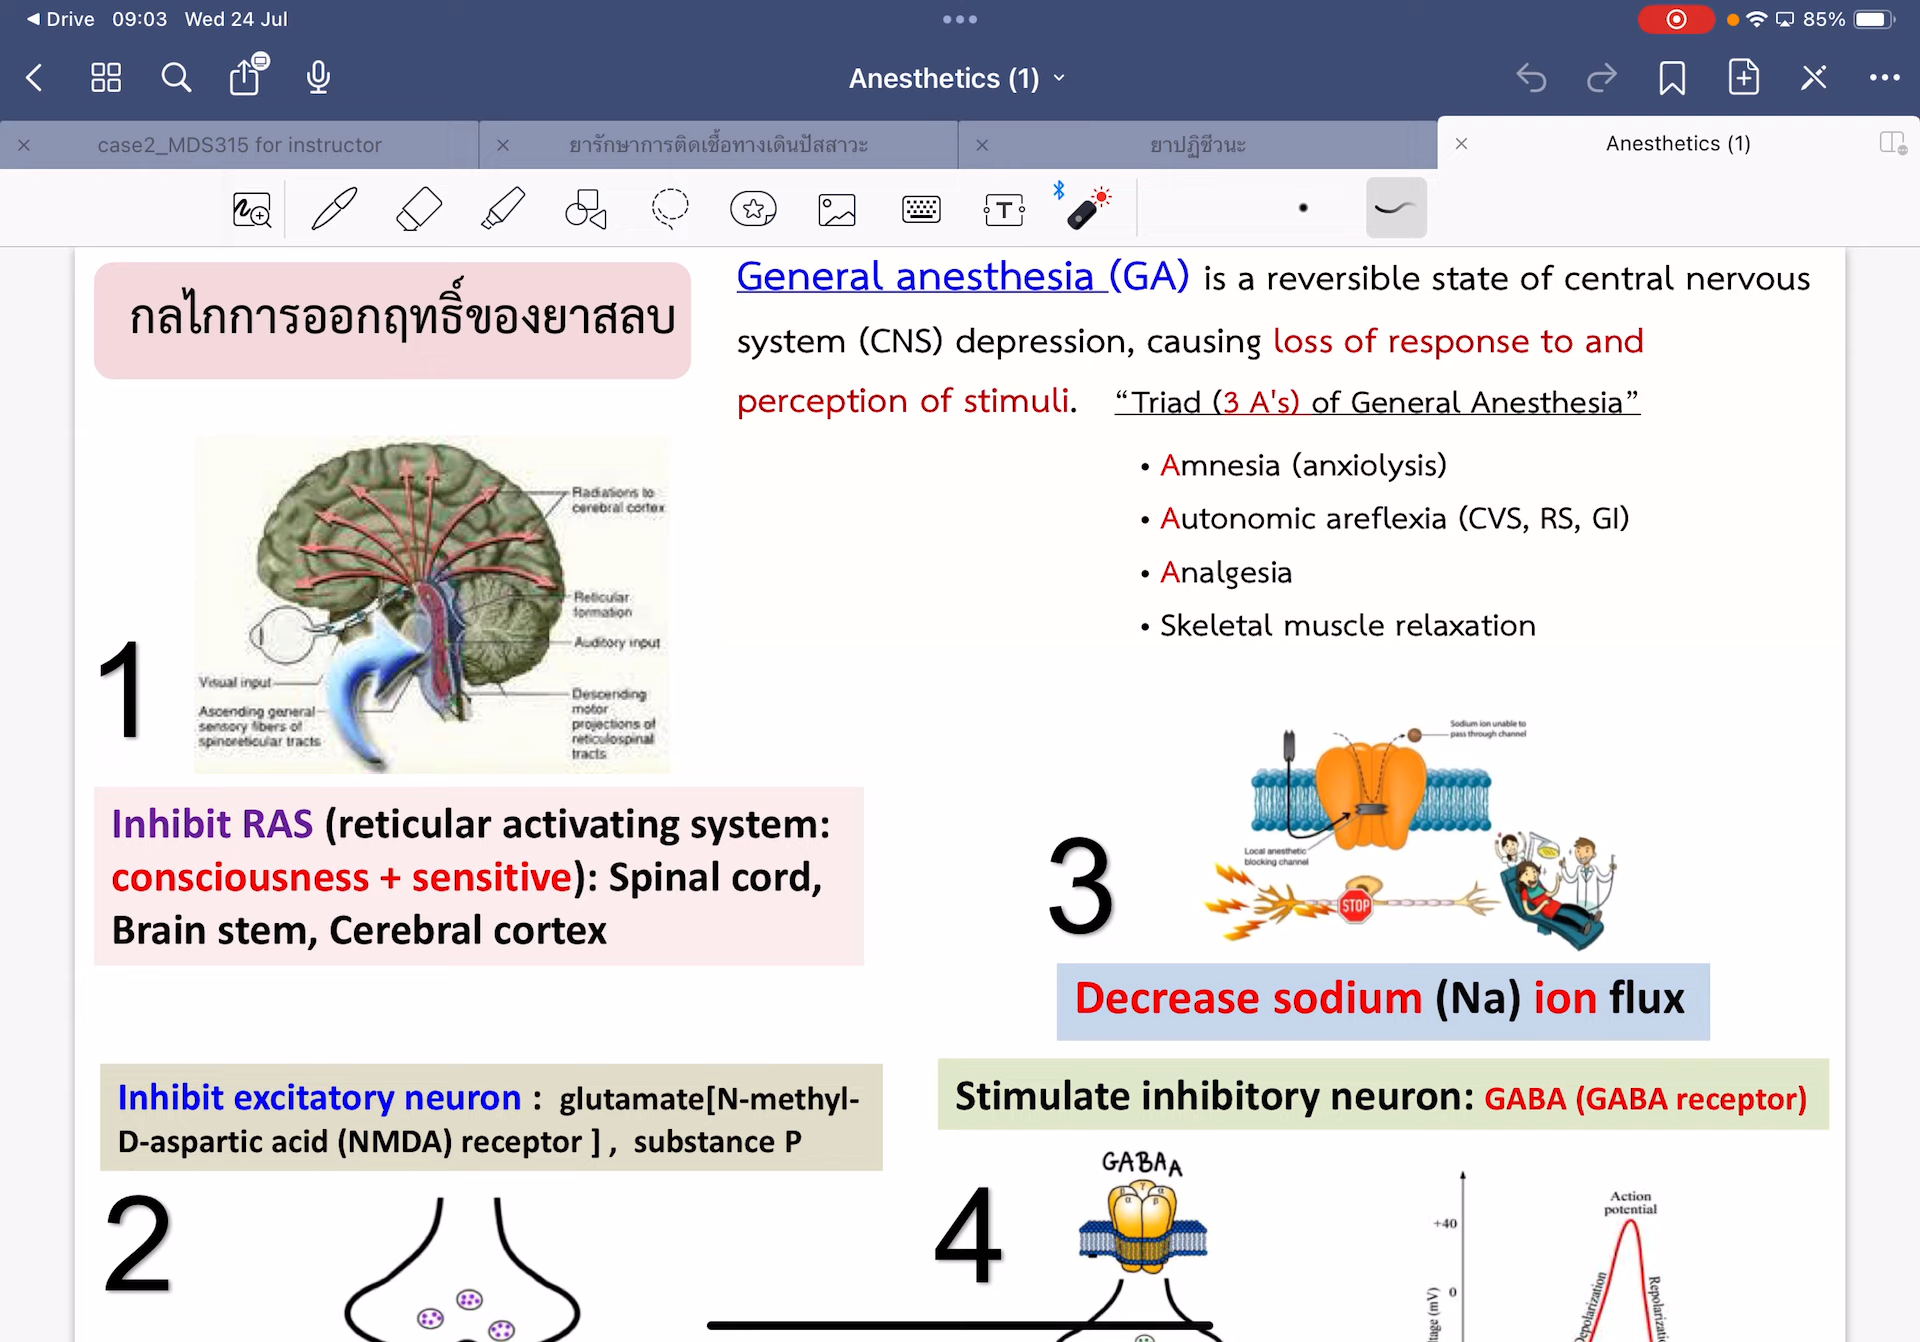 Drive 09:03 Wed 24 Jul
85%
Anesthetics (1)
case2_MDS315 for instructor
ยารักษาการติดเชื้อทางเดินปัสสาวะ
ยาปฏิชีวนะ
Anesthetics (1)
กลไกการออกฤทธิ์ของยาสลบ
General anesthesia (GA) is a reversible state of central nervous
system (CNS) depression, causing loss of response to and
perception of stimuli. “Triad (3 A's) of General Anesthesia”
• Amnesia (anxiolysis)
• Autonomic areflexia (CVS, RS, GI)
• Analgesia
• Skeletal muscle relaxation
1
Radiations to
cerebral cortex
Reticular
formation
Auditory input
Visual input
Ascending general
sensory fibers of
spinoreticular tracts
Descending
motor
projections of
reticulospinal
tracts
Inhibit RAS (reticular activating system:
consciousness + sensitive): Spinal cord,
Brain stem, Cerebral cortex
3
Sodium ion unable to
pass through channel
Local anesthetic
blocking channel
STOP
Decrease sodium (Na) ion flux
Inhibit excitatory neuron : glutamate[N-methyl-
D-aspartic acid (NMDA) receptor ] , substance P
2
Stimulate inhibitory neuron: GABA (GABA receptor)
4
GABAA
β γ α
α β
Action
potential
+40
0